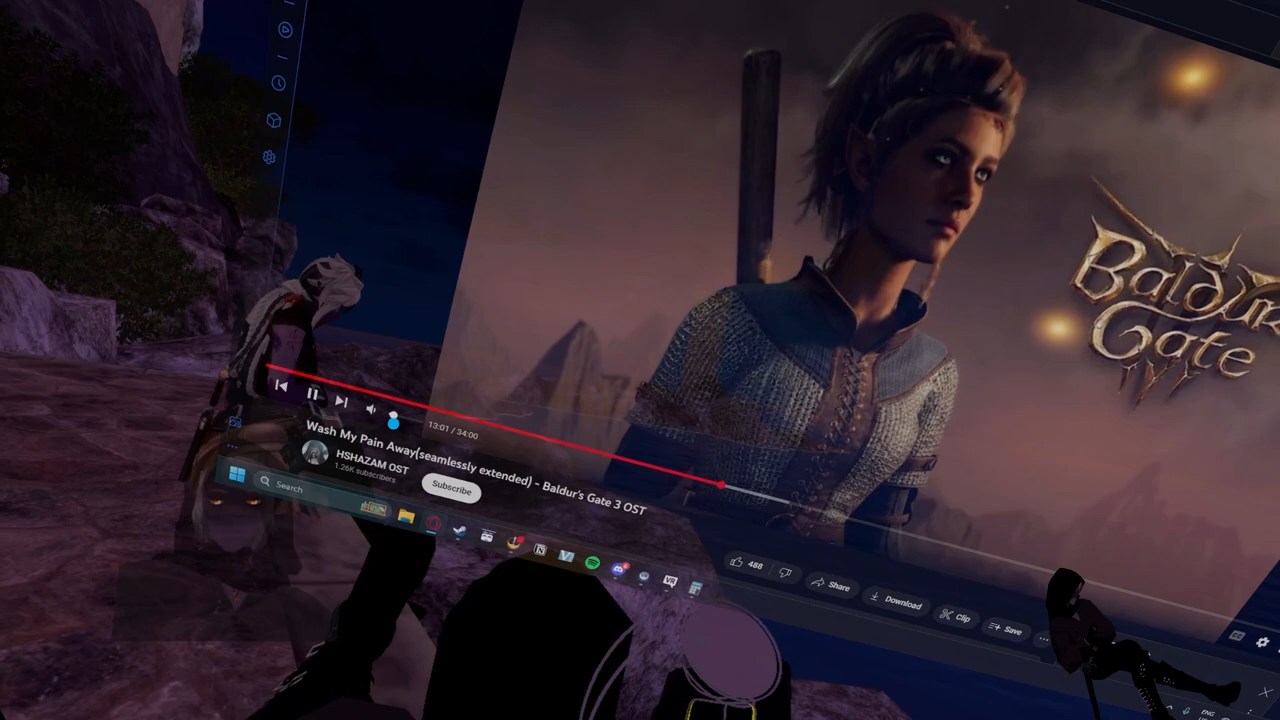 Baldur
Gate
13:01 / 34:00
Wash My Pain Away(seamlessly extended) - Baldur's Gate 3 OST
HSHAZAM OST
1.26K subscribers
Subscribe
488
Share
Download
Clip
Save
Search
ENG